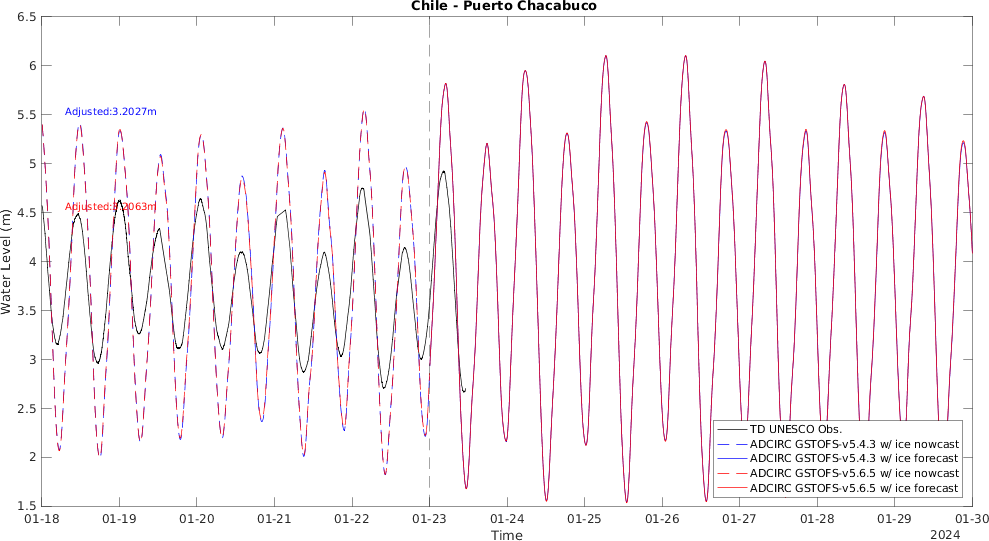 Chile - Puerto Chacabuco
6.5
6
5.5
5
4.5
4
3.5
3
2.5
2
1.5
Water Level (m)
Adjusted:3.2027m
Adjusted:3.2063m
TD UNESCO Obs.
ADCIRC GSTOFS-v5.4.3 w/ ice nowcast
ADCIRC GSTOFS-v5.4.3 w/ ice forecast
ADCIRC GSTOFS-v5.6.5 w/ ice nowcast
ADCIRC GSTOFS-v5.6.5 w/ ice forecast
01-18 01-19 01-20 01-21 01-22 01-23 01-24 01-25 01-26 01-27 01-28 01-29 01-30
Time
2024